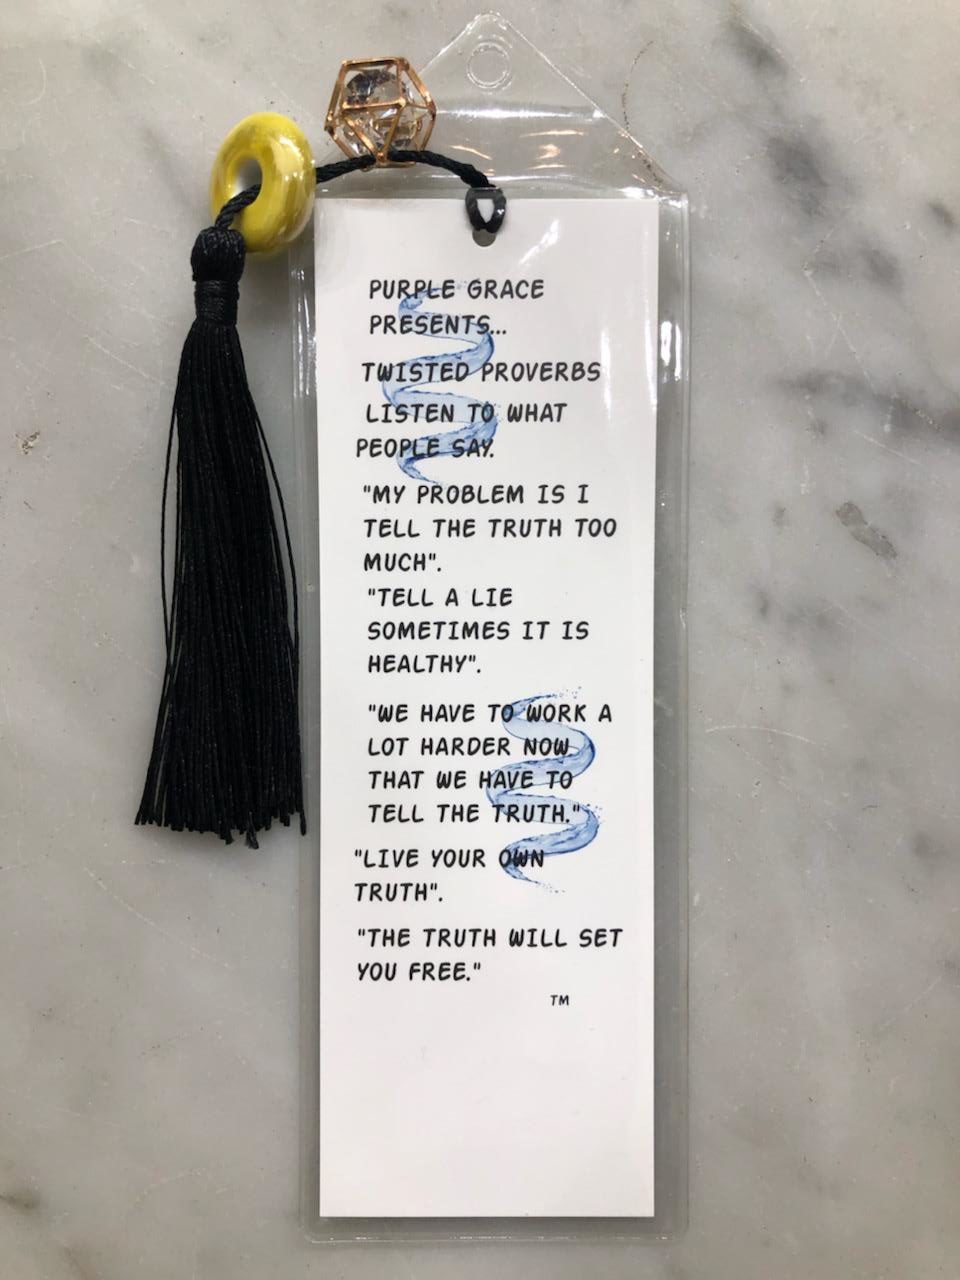 PURPLE GRACE
PRESENTS...
TWISTED PROVERBS
LISTEN TO WHAT
PEOPLE SAY.
"MY PROBLEM IS I
TELL THE TRUTH TOO
MUCH".
"TELL A LIE
SOMETIMES IT IS
HEALTHY".
"WE HAVE TO WORK A
LOT HARDER NOW
THAT WE HAVE TO
TELL THE TRUTH."
"LIVE YOUR OWN
TRUTH".
"THE TRUTH WILL SET
YOU FREE."
TM